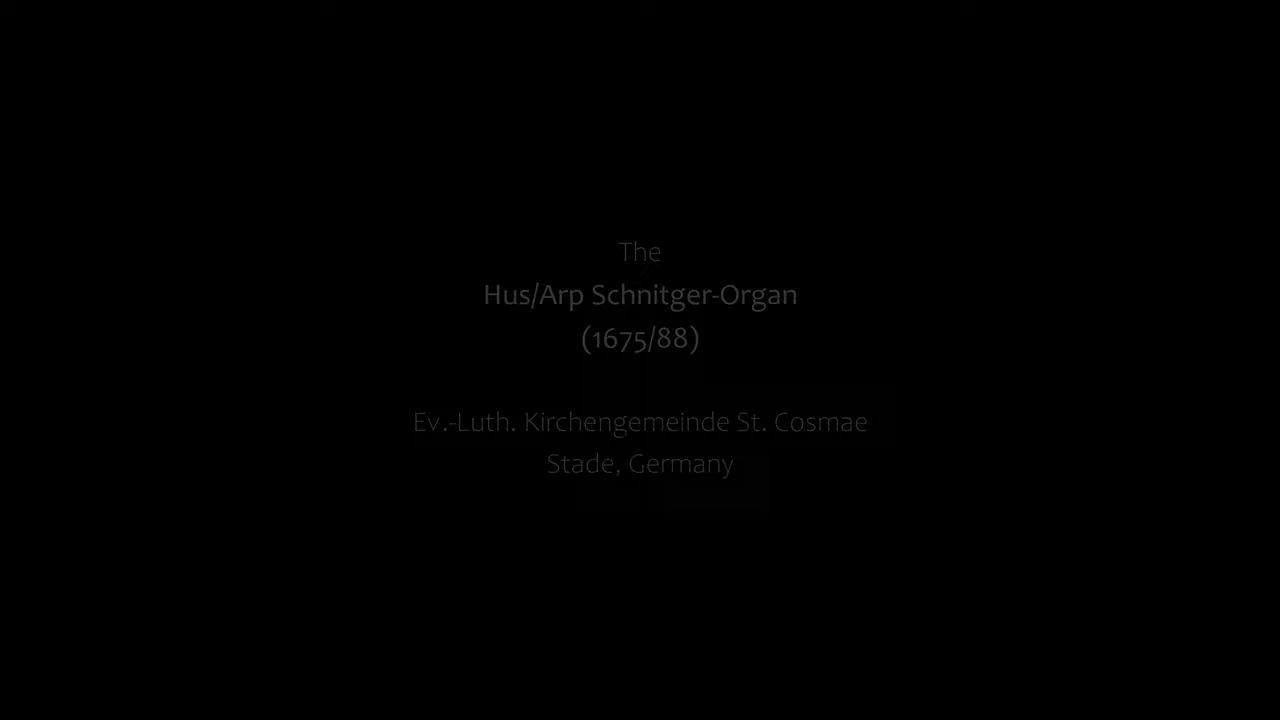 The
Hus/Arp Schnitger-Organ
(1675/88)
Ev.-Luth. Kirchengemeinde St. Cosmae
Stade, Germany